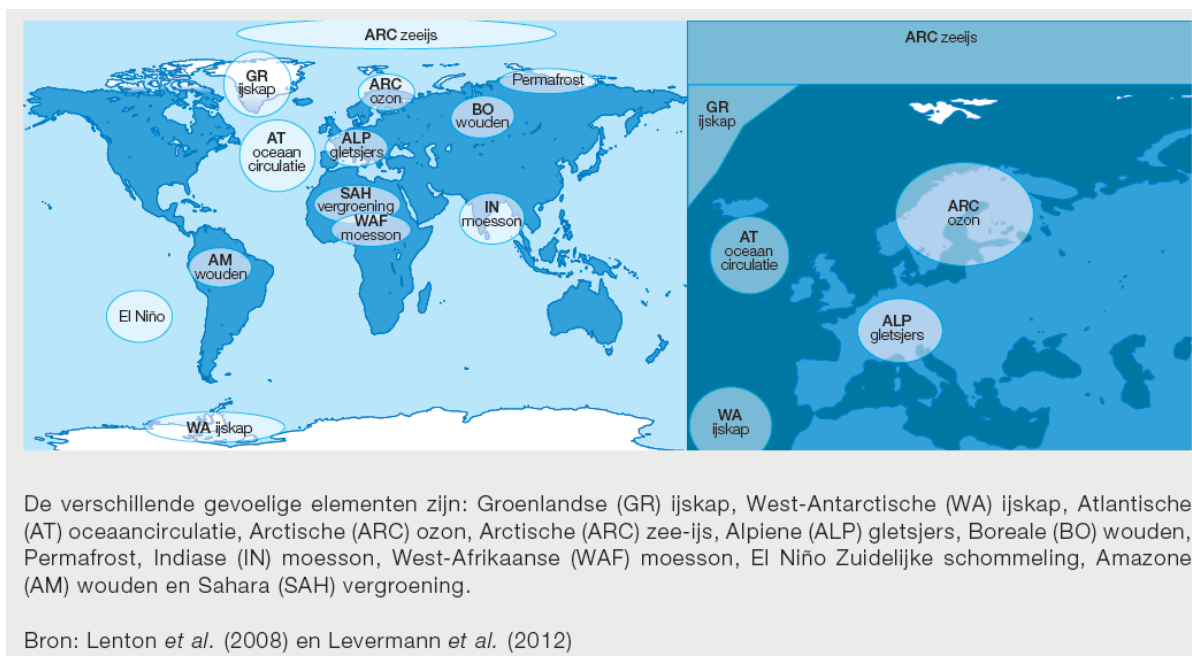 ARC zeeijs
GR
ijskap
ARC
ozon
Permafrost
BO
wouden
AT
oceaan
circulatie
ALP
gletsjers
SAH
vergroening
WAF
moesson
IN
moesson
AM
wouden
El Niño
WA ijskap
ARC zeeijs
GR
ijskap
ARC
ozon
AT
oceaan
circulatie
ALP
gletsjers
WA
ijskap
De verschillende gevoelige elementen zijn: Groenlandse (GR) ijskap, West-Antarctische (WA) ijskap, Atlantische
(AT) oceaancirculatie, Arctische (ARC) ozon, Arctische (ARC) zee-ijs, Alpiene (ALP) gletsjers, Boreale (BO) wouden,
Permafrost, Indiase (IN) moesson, West-Afrikaanse (WAF) moesson, El Niño Zuidelijke schommeling, Amazone
(AM) wouden en Sahara (SAH) vergroening.
Bron: Lenton et al. (2008) en Levermann et al. (2012)